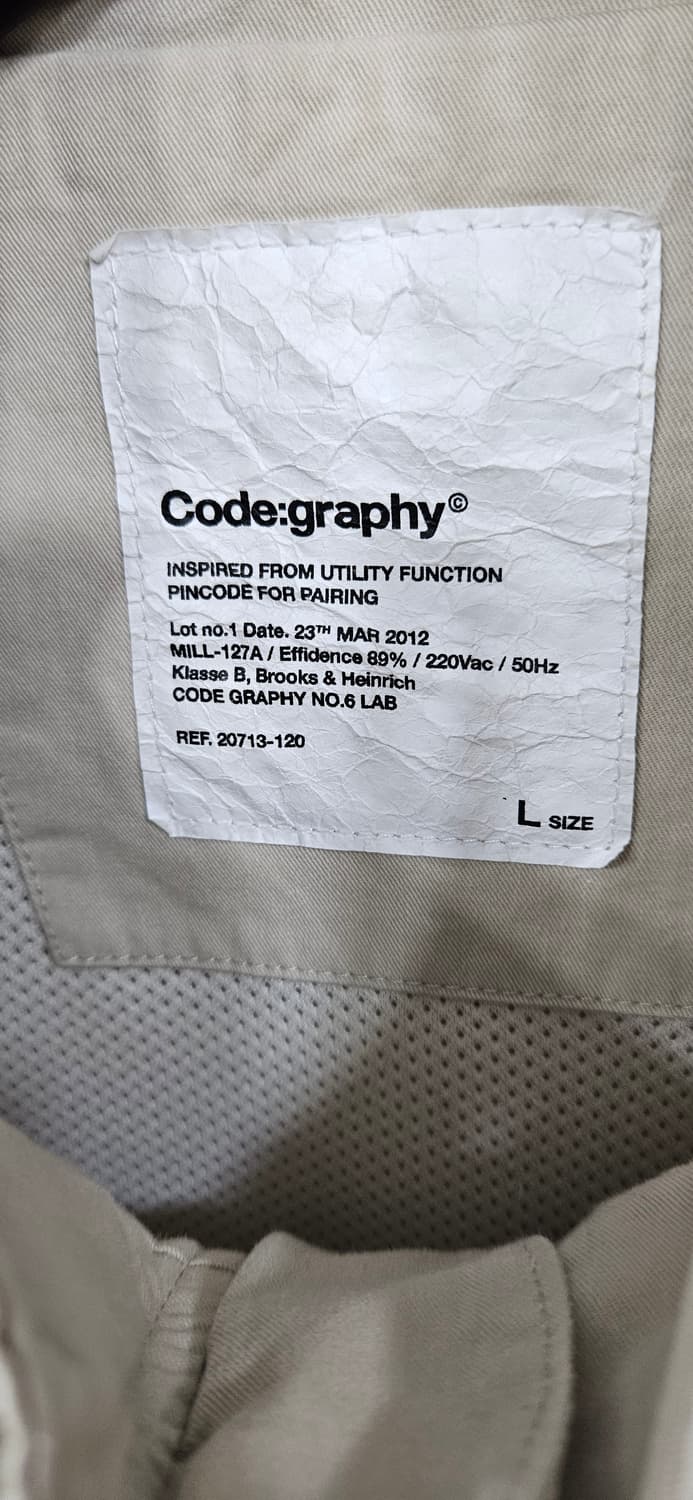 Code:graphy©
INSPIRED FROM UTILITY FUNCTION
PINCODE FOR PAIRING
Lot no.1 Date. 23TH MAR 2012
MILL-127A / Effidence 89% / 220Vac / 50Hz
Klasse B, Brooks & Heinrich
CODE GRAPHY NO.6 LAB
REF. 20713-120
L SIZE